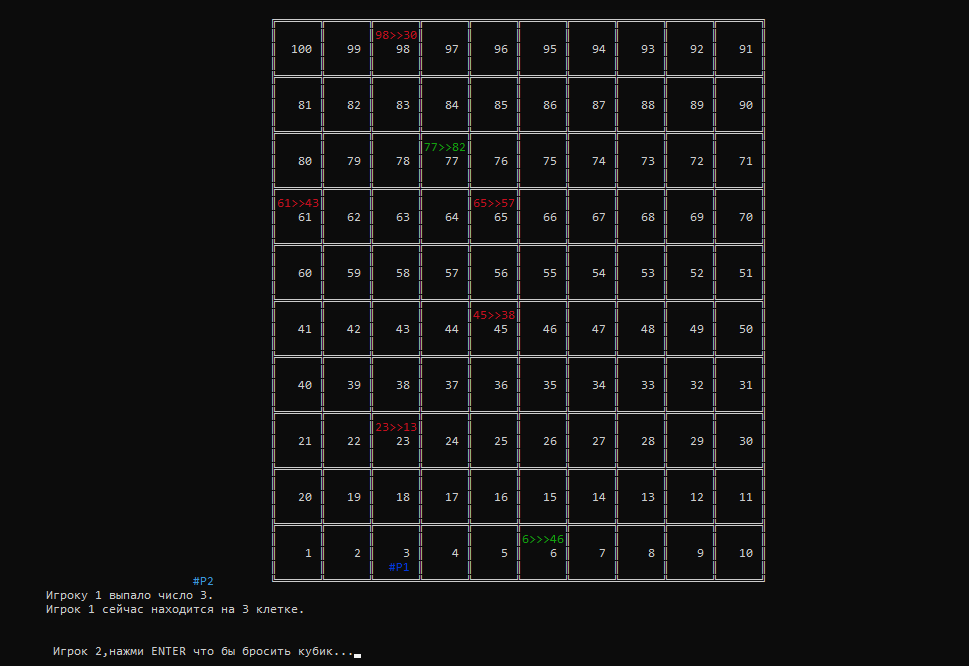 98>>30
100 99 98 97 96 95 94 93 92 91
81 82 83 84 85 86 87 88 89 90
77>>82
80 79 78 77 76 75 74 73 72 71
61>>43 65>>57
61 62 63 64 65 66 67 68 69 70
60 59 58 57 56 55 54 53 52 51
45>>38
41 42 43 44 45 46 47 48 49 50
40 39 38 37 36 35 34 33 32 31
23>>13
21 22 23 24 25 26 27 28 29 30
20 19 18 17 16 15 14 13 12 11
6>>>46
1 2 3 4 5 6 7 8 9 10
#P1
#P2
Игроку 1 выпало число 3.
Игрок 1 сейчас находится на 3 клетке.
Игрок 2,нажми ENTER что бы бросить кубик...